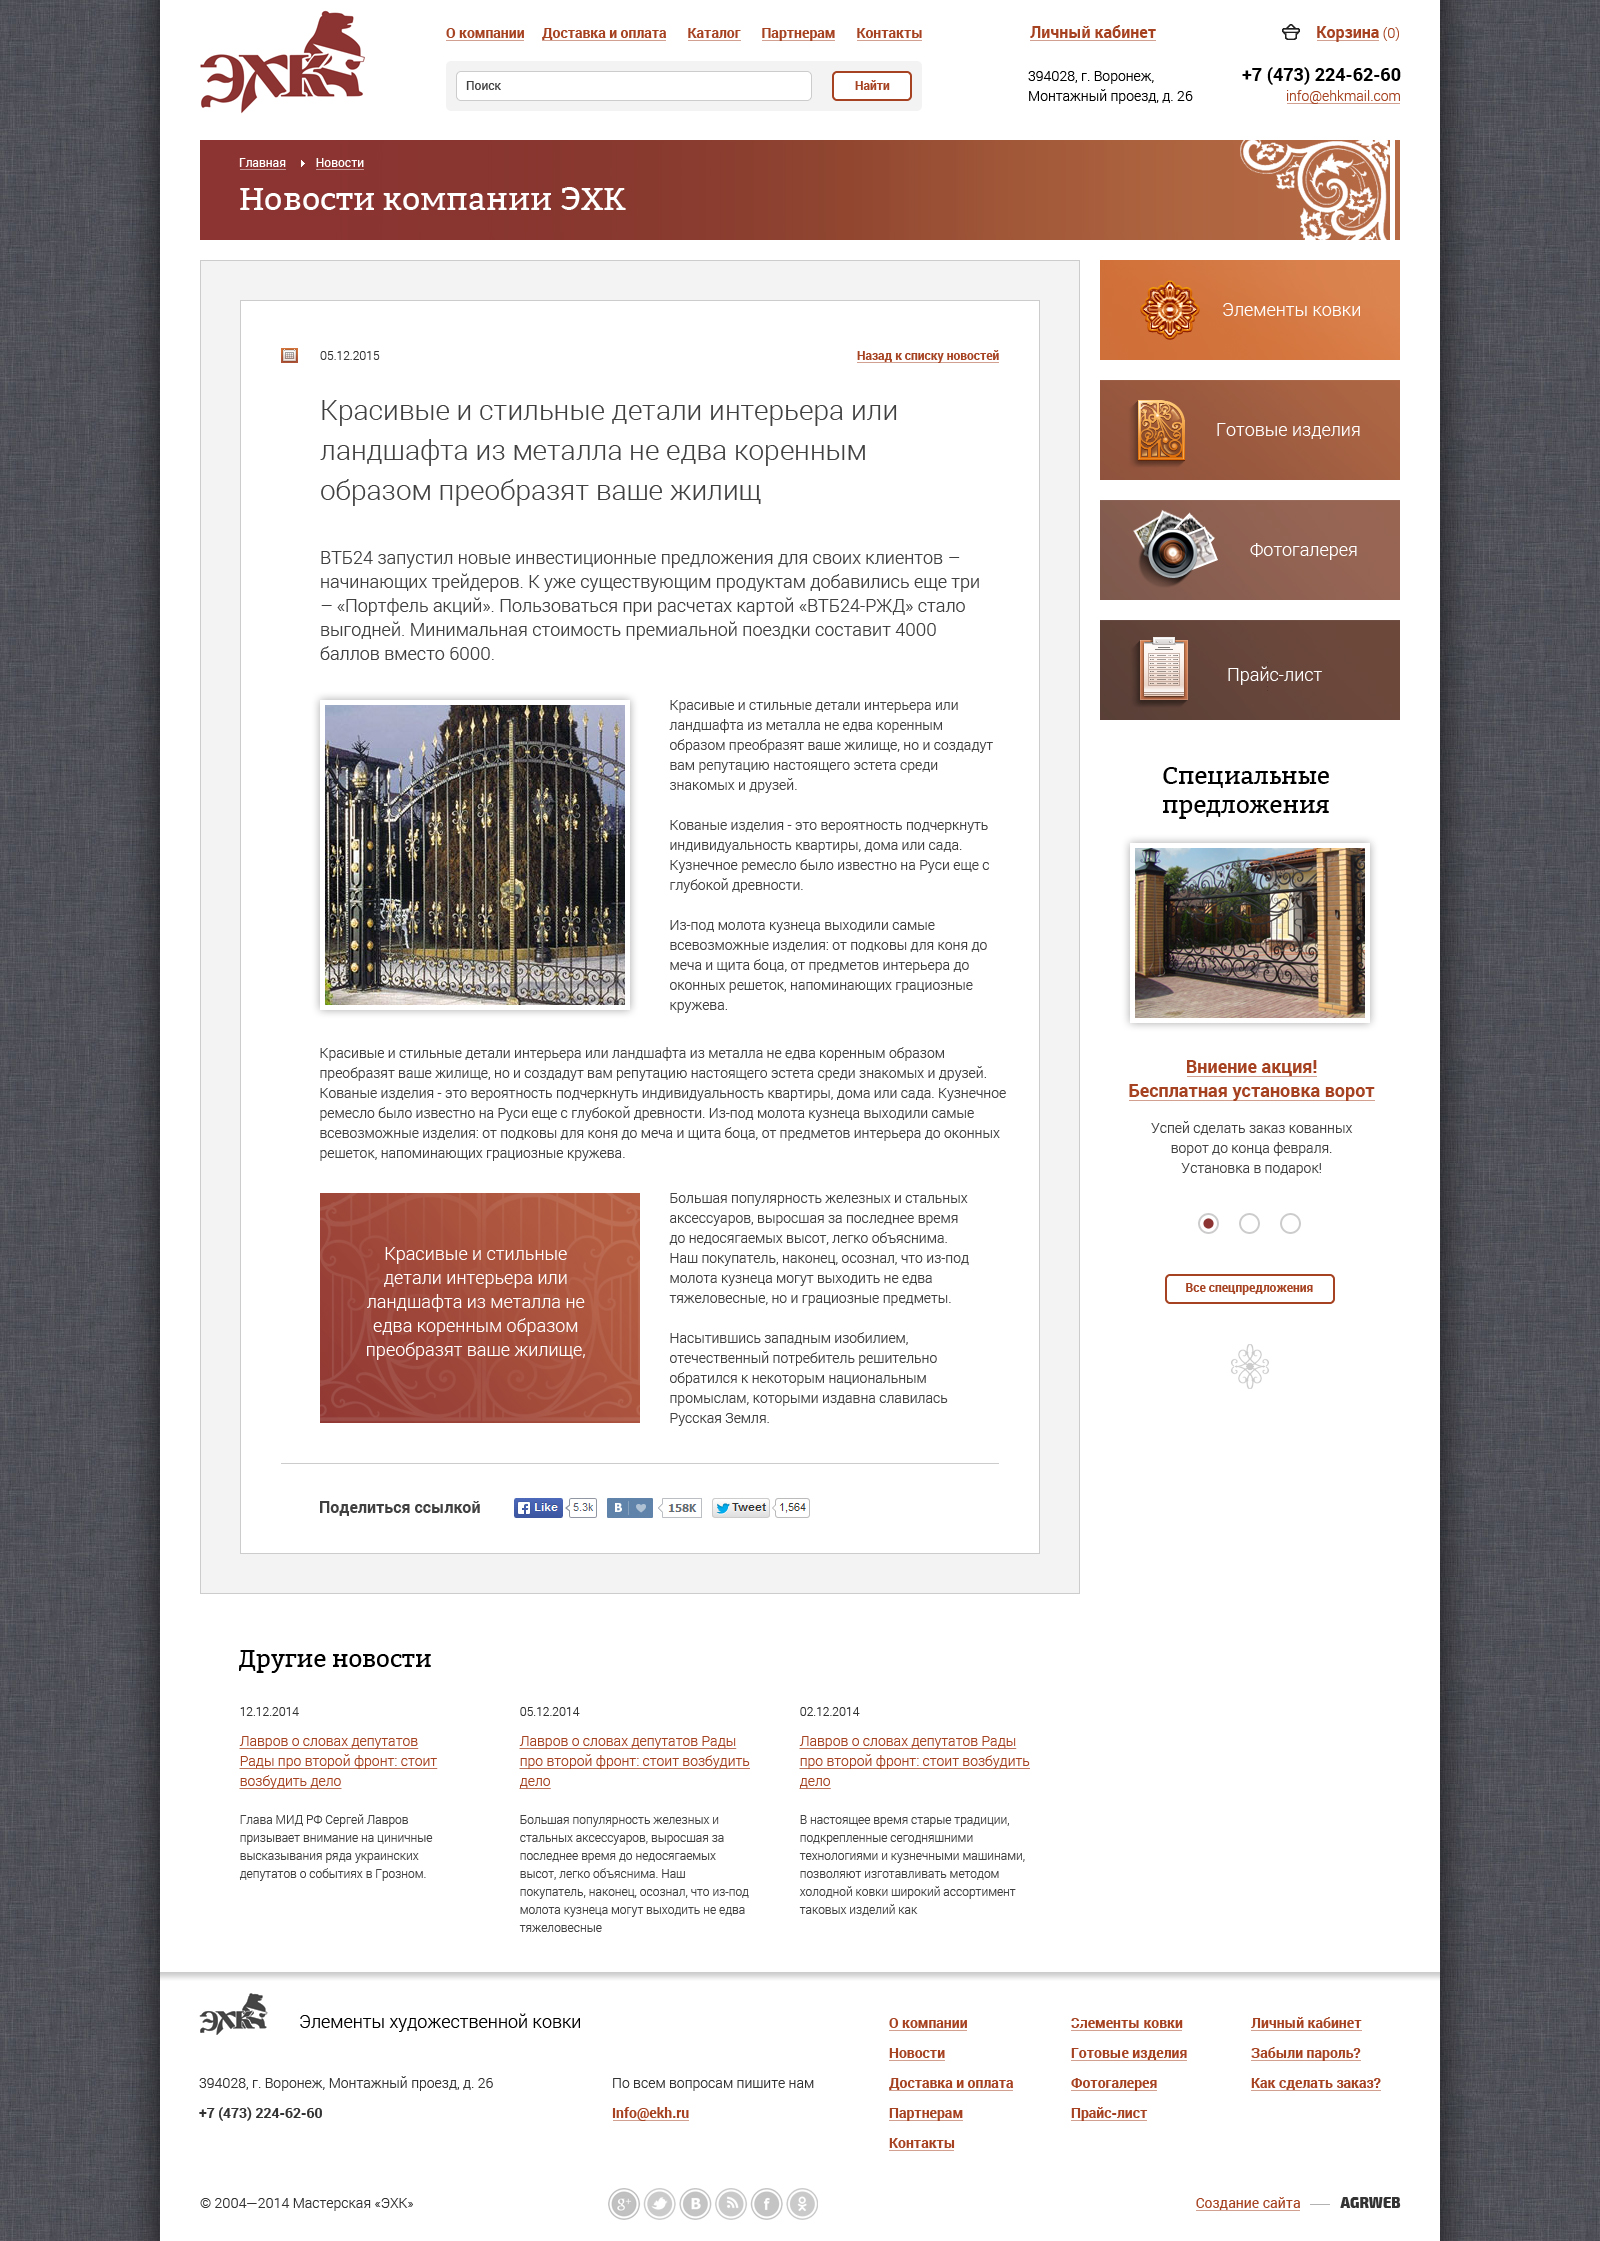 ЭХК
О компании Доставка и оплата Каталог Партнерам Контакты
Личный кабинет
Корзина (0)
Поиск
Найти
394028, г. Воронеж,
Монтажный проезд, д. 26
+7 (473) 224-62-60
info@ehkmail.com
Главная Новости
Новости компании ЭХК
05.12.2015
Назад к списку новостей
Красивые и стильные детали интерьера или
ландшафта из металла не едва коренным
образом преобразят ваше жилищ
ВТБ24 запустил новые инвестиционные предложения для своих клиентов –
начинающих трейдеров. К уже существующим продуктам добавились еще три
– «Портфель акций». Пользоваться при расчетах картой «ВТБ24-РЖД» стало
выгодней. Минимальная стоимость премиальной поездки составит 4000
баллов вместо 6000.
Красивые и стильные детали интерьера или
ландшафта из металла не едва коренным
образом преобразят ваше жилище, но и создадут
вам репутацию настоящего эстета среди
знакомых и друзей.
Кованые изделия - это вероятность подчеркнуть
индивидуальность квартиры, дома или сада.
Кузнечное ремесло было известно на Руси еще с
глубокой древности.
Из-под молота кузнеца выходили самые
всевозможные изделия: от подковы для коня до
меча и щита боца, от предметов интерьера до
оконных решеток, напоминающих грациозные
кружева.
Красивые и стильные детали интерьера или ландшафта из металла не едва коренным образом
преобразят ваше жилище, но и создадут вам репутацию настоящего эстета среди знакомых и друзей.
Кованые изделия - это вероятность подчеркнуть индивидуальность квартиры, дома или сада. Кузнечное
ремесло было известно на Руси еще с глубокой древности. Из-под молота кузнеца выходили самые
всевозможные изделия: от подковы для коня до меча и щита боца, от предметов интерьера до оконных
решеток, напоминающих грациозные кружева.
Красивые и стильные
детали интерьера или
ландшафта из металла не
едва коренным образом
преобразят ваше жилище,
Большая популярность железных и стальных
аксессуаров, выросшая за последнее время
до недосягаемых высот, легко объяснима.
Наш покупатель, наконец, осознал, что из-под
молота кузнеца могут выходить не едва
тяжеловесные, но и грациозные предметы.
Насытившись западным изобилием,
отечественный потребитель решительно
обратился к некоторым национальным
промыслам, которыми издавна славилась
Русская Земля.
Поделиться ссылкой
Like 5.3k B 158K Tweet 1,564
Элементы ковки
Готовые изделия
Фотогалерея
Прайс-лист
Специальные
предложения
Вниение акция!
Бесплатная установка ворот
Успей сделать заказ кованных
ворот до конца февраля.
Установка в подарок!
Все спецпредложения
Другие новости
12.12.2014
Лавров о словах депутатов
Рады про второй фронт: стоит
возбудить дело
Глава МИД РФ Сергей Лавров
призывает внимание на циничные
высказывания ряда украинских
депутатов о событиях в Грозном.
05.12.2014
Лавров о словах депутатов Рады
про второй фронт: стоит возбудить
дело
Большая популярность железных и
стальных аксессуаров, выросшая за
последнее время до недосягаемых
высот, легко объяснима. Наш
покупатель, наконец, осознал, что из-под
молота кузнеца могут выходить не едва
тяжеловесные
02.12.2014
Лавров о словах депутатов Рады
про второй фронт: стоит возбудить
дело
В настоящее время старые традиции,
подкрепленные сегодняшними
технологиями и кузнечными машинами,
позволяют изготавливать методом
холодной ковки широкий ассортимент
таковых изделий как
ЭХК
Элементы художественной ковки
394028, г. Воронеж, Монтажный проезд, д. 26
+7 (473) 224-62-60
По всем вопросам пишите нам
Info@ekh.ru
О компании
Новости
Доставка и оплата
Партнерам
Контакты
Элементы ковки
Готовые изделия
Фотогалерея
Прайс-лист
Личный кабинет
Забыли пароль?
Как сделать заказ?
© 2004—2014 Мастерская «ЭХК»
g+ B f
Создание сайта — AGRWEB